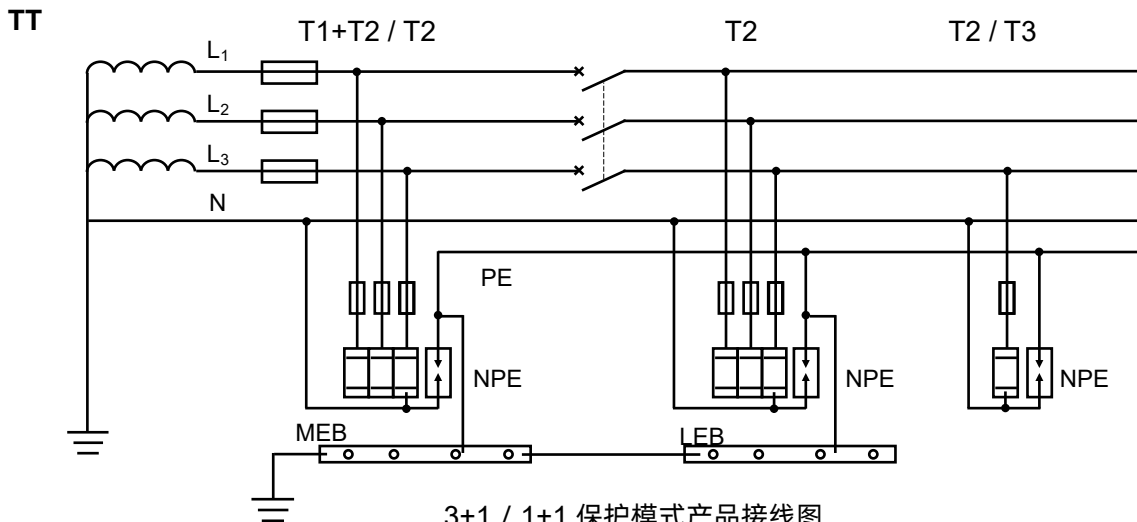 TT
T1+T2 / T2
T2
T2 / T3
L₁
L₂
L₃
N
PE
NPE
NPE
NPE
MEB
LEB
3+1 / 1+1 保护模式产品接线图